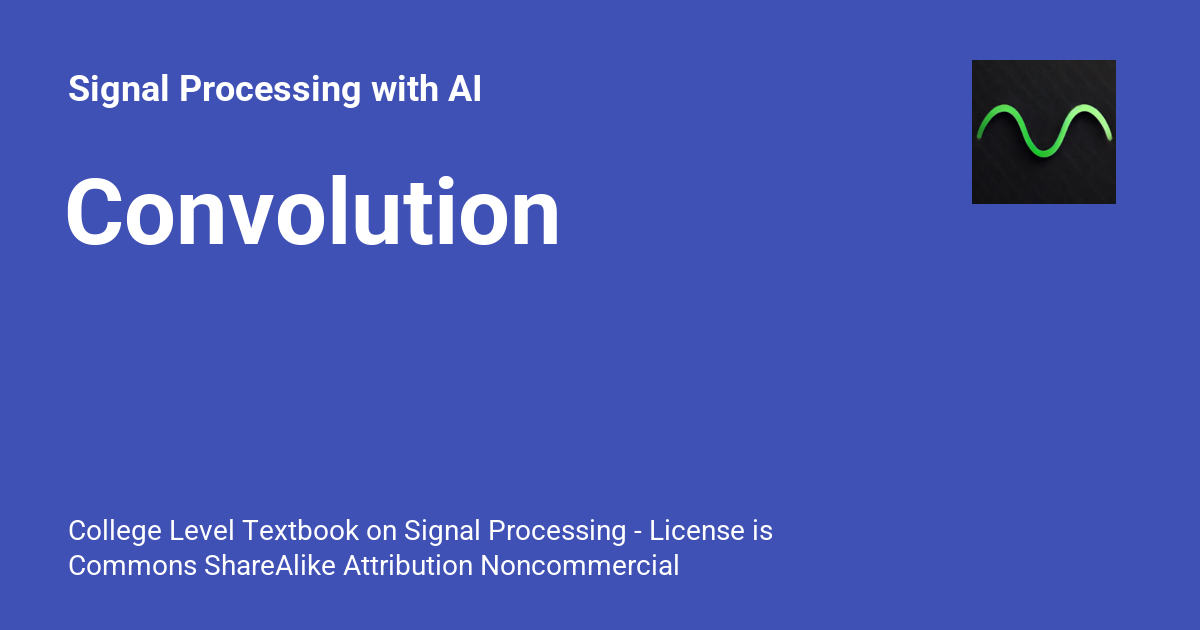 Signal Processing with AI
Convolution
College Level Textbook on Signal Processing - License is
Commons ShareAlike Attribution Noncommercial